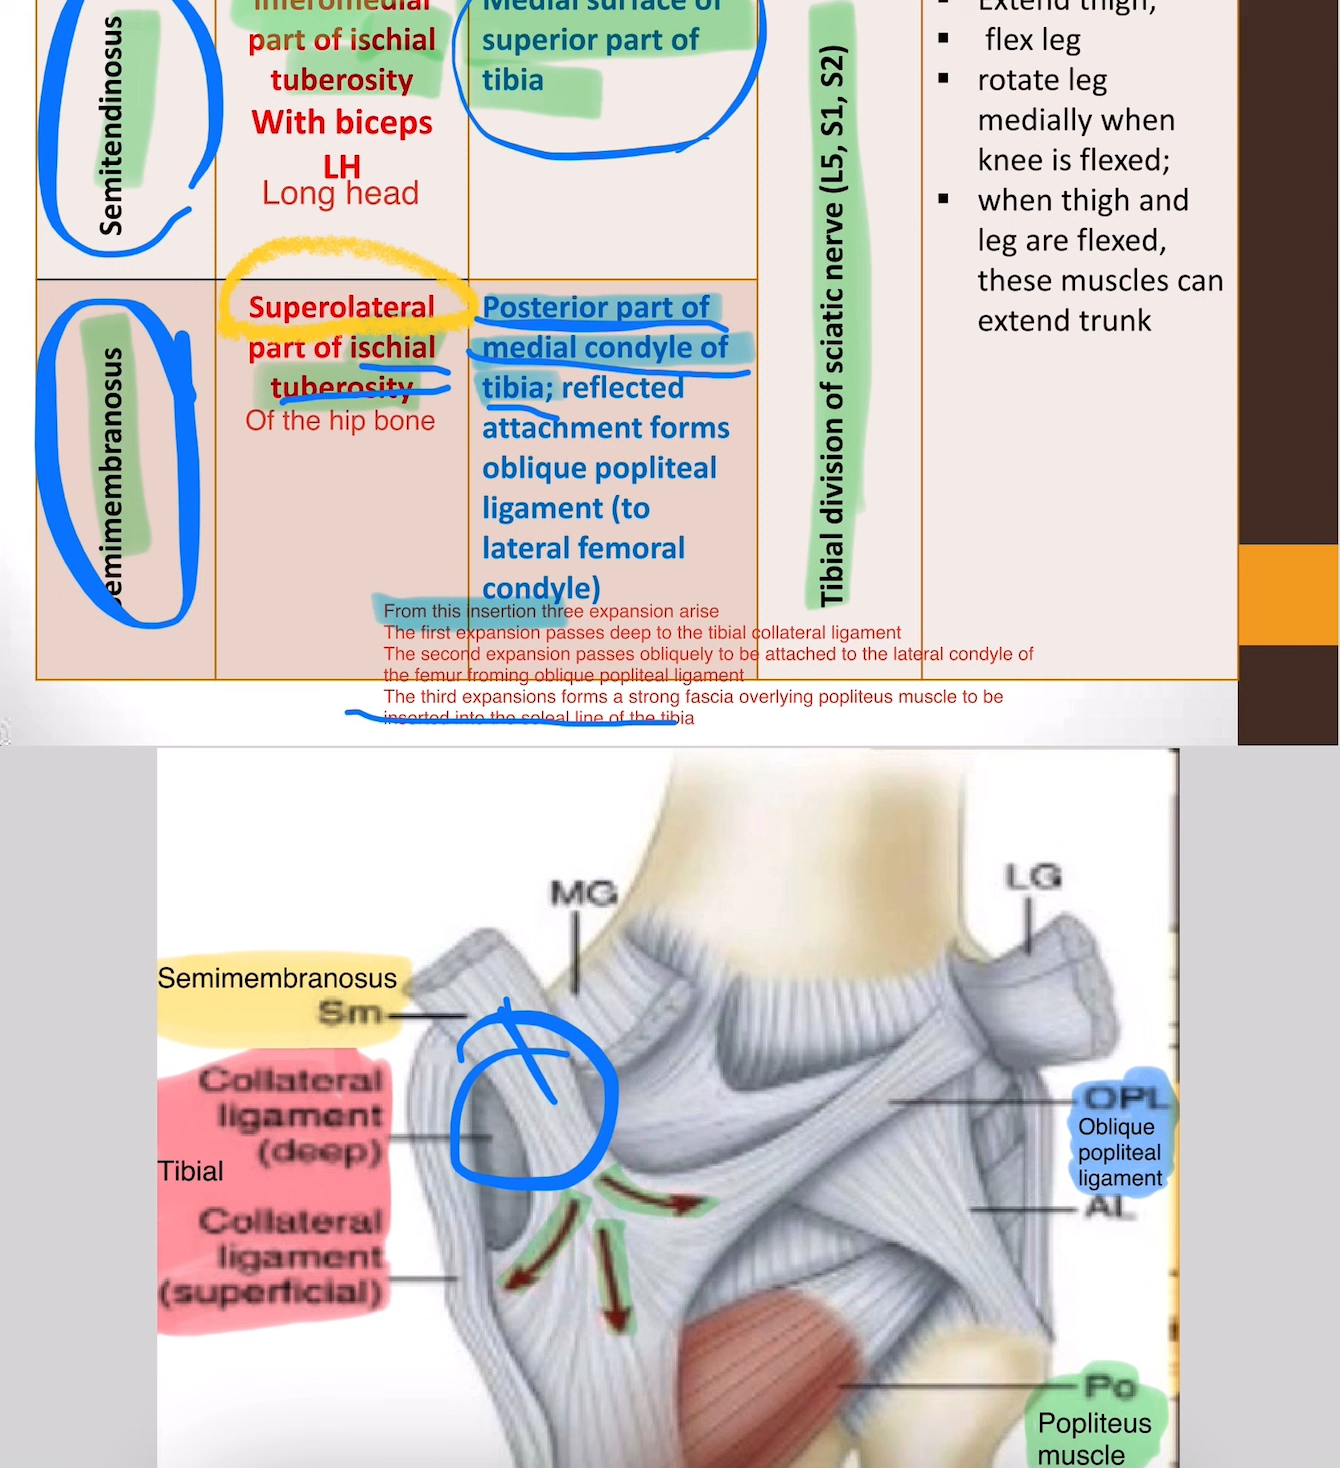 Semitendinosus
Inferomedial
part of ischial
tuberosity
With biceps
LH
Long head
Medial surface of
superior part of
tibia
Tibial division of sciatic nerve (L5, S1, S2)
▪ Extend thigh;
▪ flex leg
▪ rotate leg
medially when
knee is flexed;
▪ when thigh and
leg are flexed,
these muscles can
extend trunk
Semimembranosus
Superolateral
part of ischial
tuberosity
Of the hip bone
Posterior part of
medial condyle of
tibia; reflected
attachment forms
oblique popliteal
ligament (to
lateral femoral
condyle)
From this insertion three expansion arise
The first expansion passes deep to the tibial collateral ligament
The second expansion passes obliquely to be attached to the lateral condyle of
the femur froming oblique popliteal ligament
The third expansions forms a strong fascia overlying popliteus muscle to be
inserted into the soleal line of the tibia
MG
LG
Semimembranosus
Sm
Collateral
ligament
(deep)
Tibial
Collateral
ligament
(superficial)
OPL
Oblique
popliteal
ligament
AL
Po
Popliteus
muscle